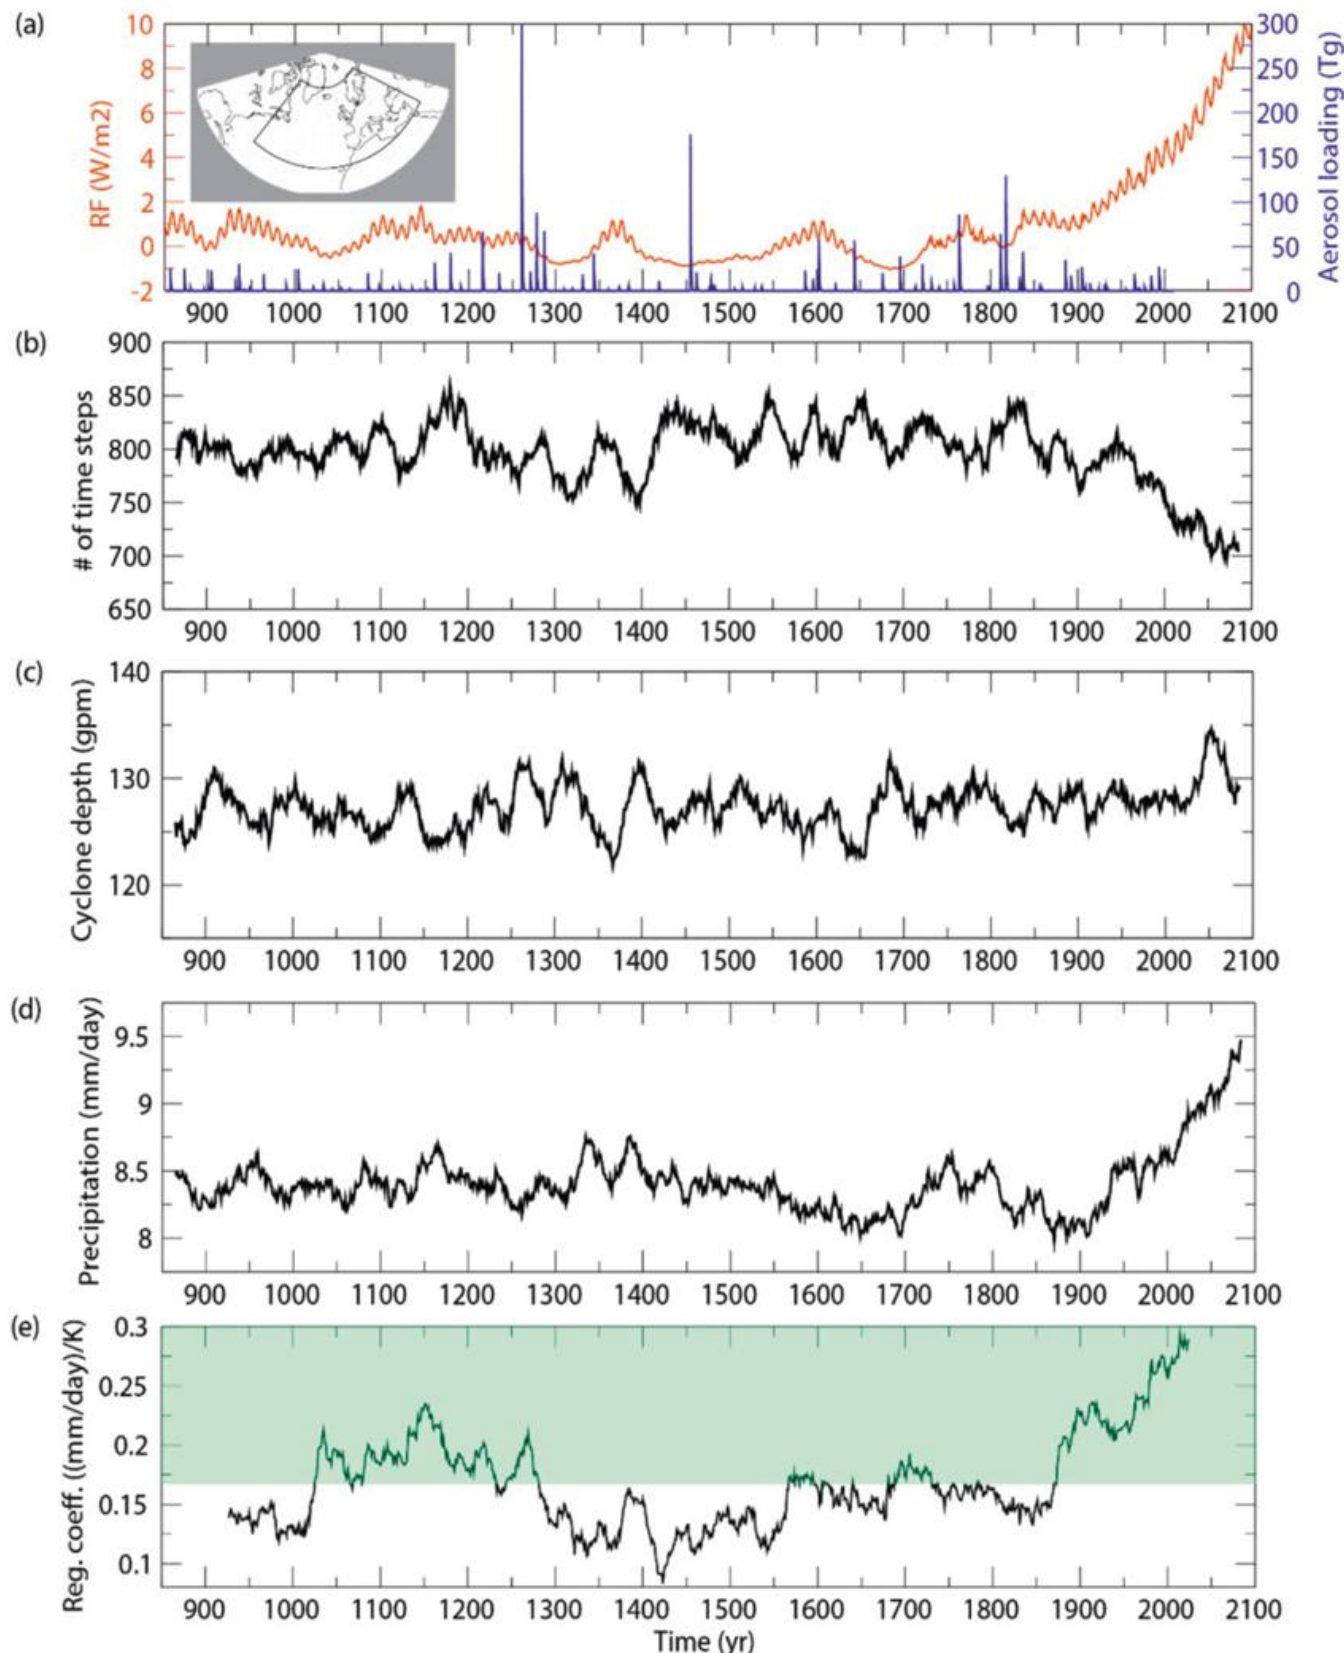 (a)
RF (W/m2)
10
8
6
4
2
0
-2
300
250
200
150
100
50
0
Aerosol loading (Tg)
900 1000 1100 1200 1300 1400 1500 1600 1700 1800 1900 2000 2100
(b)
# of time steps
900
850
800
750
700
650
900 1000 1100 1200 1300 1400 1500 1600 1700 1800 1900 2000 2100
(c)
Cyclone depth (gpm)
140
130
120
900 1000 1100 1200 1300 1400 1500 1600 1700 1800 1900 2000 2100
(d)
Precipitation (mm/day)
9.5
9
8.5
8
900 1000 1100 1200 1300 1400 1500 1600 1700 1800 1900 2000 2100
(e)
Reg. coeff. ((mm/day)/K)
0.3
0.25
0.2
0.15
0.1
900 1000 1100 1200 1300 1400 1500 1600 1700 1800 1900 2000 2100
Time (yr)